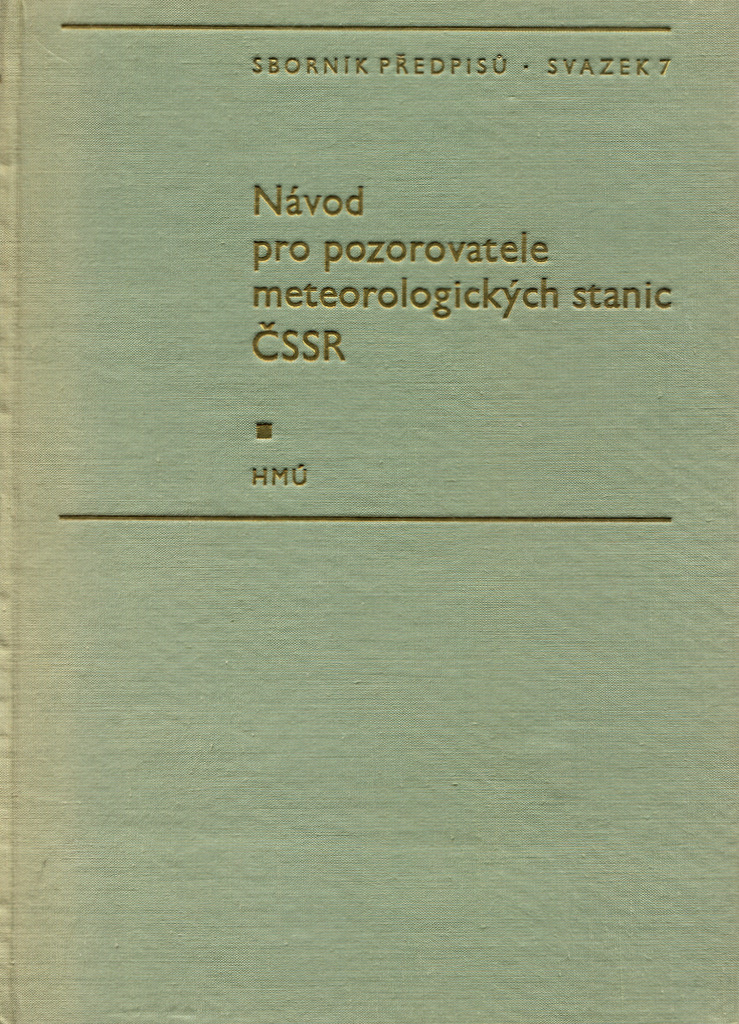 SBORNÍK PŘEDPISŮ · SVAZEK 7
Návod
pro pozorovatele
meteorologických stanic
ČSSR
HMÚ